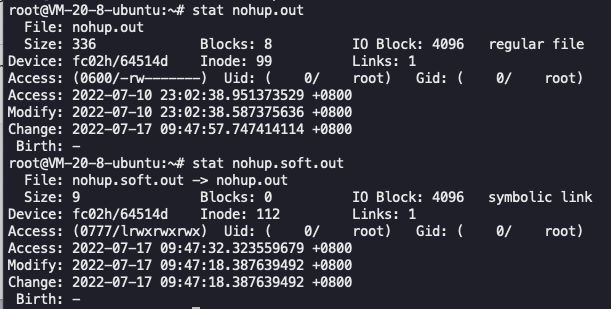 root@VM-20-8-ubuntu:~# stat nohup.out
  File: nohup.out
  Size: 336             Blocks: 8          IO Block: 4096   regular file
Device: fc02h/64514d    Inode: 99          Links: 1
Access: (0600/-rw-------)  Uid: (    0/    root)   Gid: (    0/    root)
Access: 2022-07-10 23:02:38.951373529 +0800
Modify: 2022-07-10 23:02:38.587375636 +0800
Change: 2022-07-17 09:47:57.747414114 +0800
 Birth: -
root@VM-20-8-ubuntu:~# stat nohup.soft.out
  File: nohup.soft.out -> nohup.out
  Size: 9               Blocks: 0          IO Block: 4096   symbolic link
Device: fc02h/64514d    Inode: 112         Links: 1
Access: (0777/lrwxrwxrwx)  Uid: (    0/    root)   Gid: (    0/    root)
Access: 2022-07-17 09:47:32.323559679 +0800
Modify: 2022-07-17 09:47:18.387639492 +0800
Change: 2022-07-17 09:47:18.387639492 +0800
 Birth: -